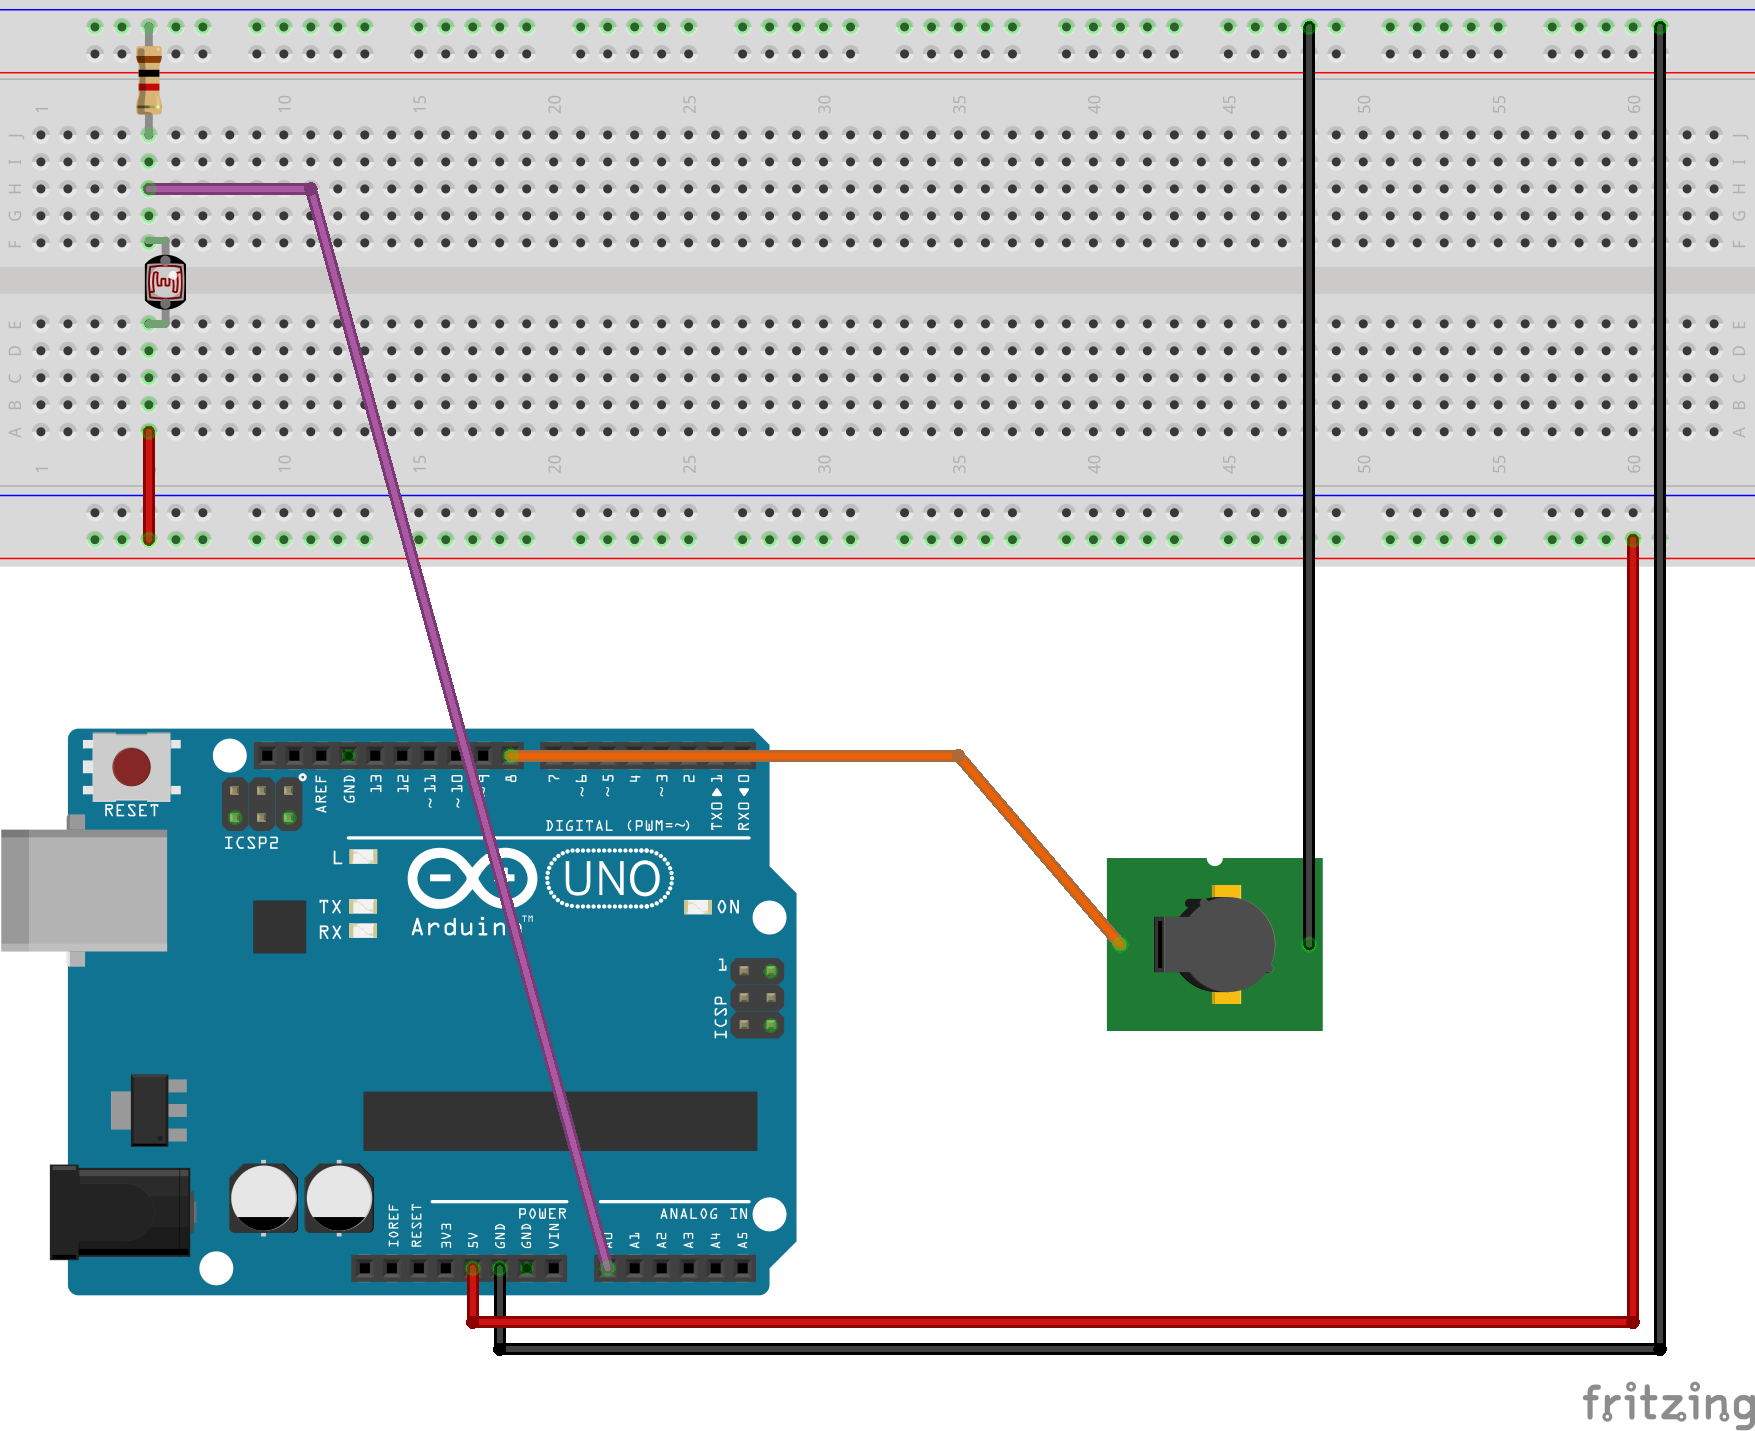 1 10 15 20 25 30 35 40 45 50 55 60
J J
I I
H H
G G
F F
E E
D D
C C
B B
A A
1 10 15 20 25 30 35 40 45 50 55 60
RESET
ICSP2
AREF
GND
13
12
~11
~10
~9
8
7
~6
~5
4
~3
2
TX0▶1
RX0◀0
DIGITAL (PWM=~)
L
TX
RX
UNO
Arduino™
ON
1
ICSP
IOREF
RESET
3V3
5V
GND
GND
VIN
POWER
A0
A1
A2
A3
A4
A5
ANALOG IN
fritzing